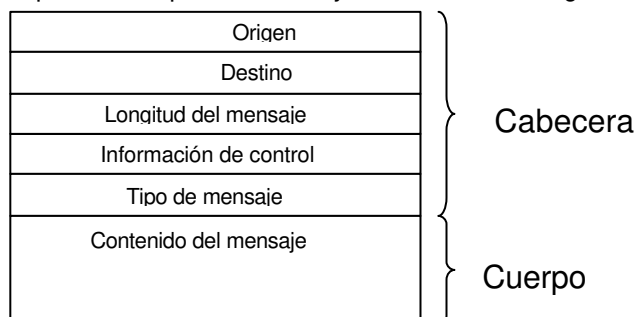 Origen
Destino
Longitud del mensaje
Cabecera
Información de control
Tipo de mensaje
Contenido del mensaje
Cuerpo